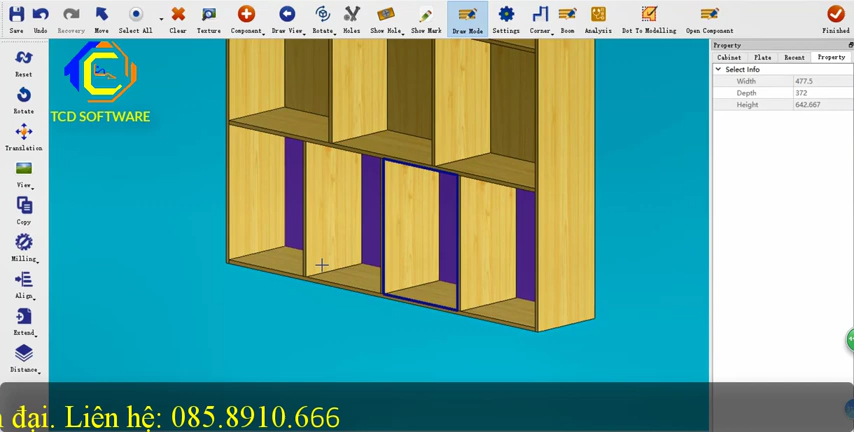 Save Undo Recovery Move Select All Clear Texture Component Draw View Rotate Holes Show Hole Show Mark Draw Mode Settings Corner Boom Analysis Dot To Modelling Open Component Finished
Property
Cabinet Plate Recent Property
Select Info
Width 477.5
Depth 372
Height 642.667
Reset
Rotate
Translation
View
Copy
Milling
Align
Extend
Distance
TCD SOFTWARE
đại. Liên hệ: 085.8910.666